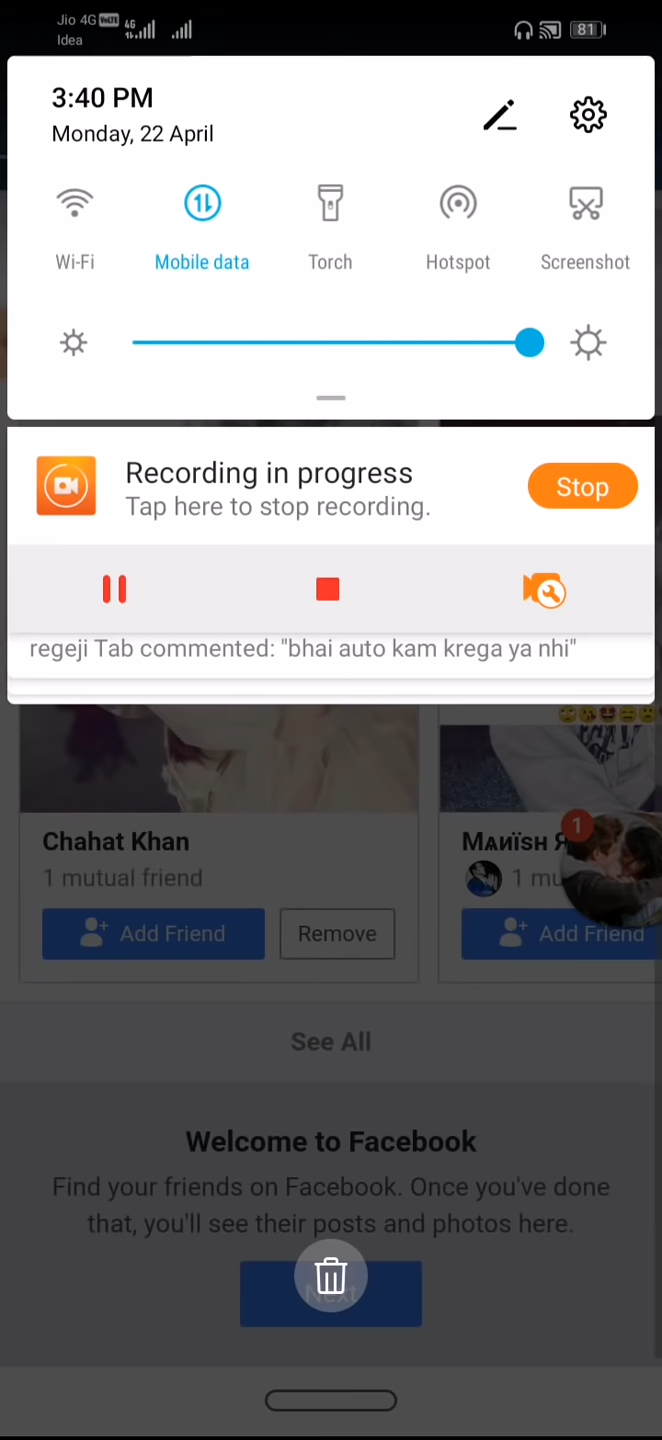 Jio 4G VoLTE 4G
Idea
81
3:40 PM
Monday, 22 April
Wi-Fi Mobile data Torch Hotspot Screenshot
Recording in progress
Tap here to stop recording.
Stop
regeji Tab commented: "bhai auto kam krega ya nhi"
1
Chahat Khan
1 mutual friend
Add Friend Remove
Mᴀиïsʜ Я
1 mu
Add Friend
See All
Welcome to Facebook
Find your friends on Facebook. Once you've done
that, you'll see their posts and photos here.
Next